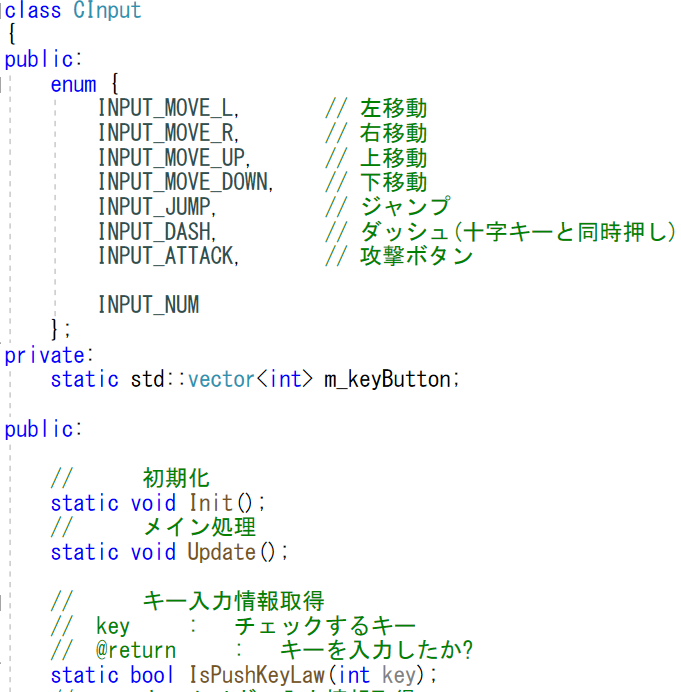 class CInput
{
public:
enum {
INPUT_MOVE_L, // 左移動
INPUT_MOVE_R, // 右移動
INPUT_MOVE_UP, // 上移動
INPUT_MOVE_DOWN, // 下移動
INPUT_JUMP, // ジャンプ
INPUT_DASH, // ダッシュ(十字キーと同時押し)
INPUT_ATTACK, // 攻撃ボタン
INPUT_NUM
};
private:
static std::vector<int> m_keyButton;
public:
// 初期化
static void Init();
// メイン処理
static void Update();
// キー入力情報取得
// key : チェックするキー
// @return : キーを入力したか?
static bool IsPushKeyLaw(int key);